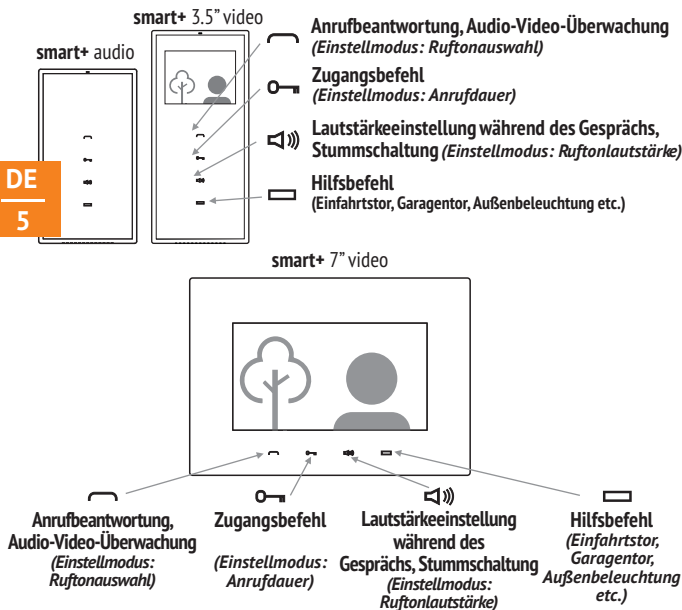 smart+ 3.5” video
smart+ audio
Anrufbeantwortung, Audio-Video-Überwachung
(Einstellmodus: Ruftonauswahl)
Zugangsbefehl
(Einstellmodus: Anrufdauer)
Lautstärkeeinstellung während des Gesprächs,
Stummschaltung (Einstellmodus: Ruftonlautstärke)
Hilfsbefehl
(Einfahrtstor, Garagentor, Außenbeleuchtung etc.)
DE
5
smart+ 7” video
Anrufbeantwortung,
Audio-Video-Überwachung
(Einstellmodus:
Ruftonauswahl)
Zugangsbefehl
(Einstellmodus:
Anrufdauer)
Lautstärkeeinstellung
während des
Gesprächs, Stummschaltung
(Einstellmodus:
Ruftonlautstärke)
Hilfsbefehl
(Einfahrtstor,
Garagentor,
Außenbeleuchtung
etc.)